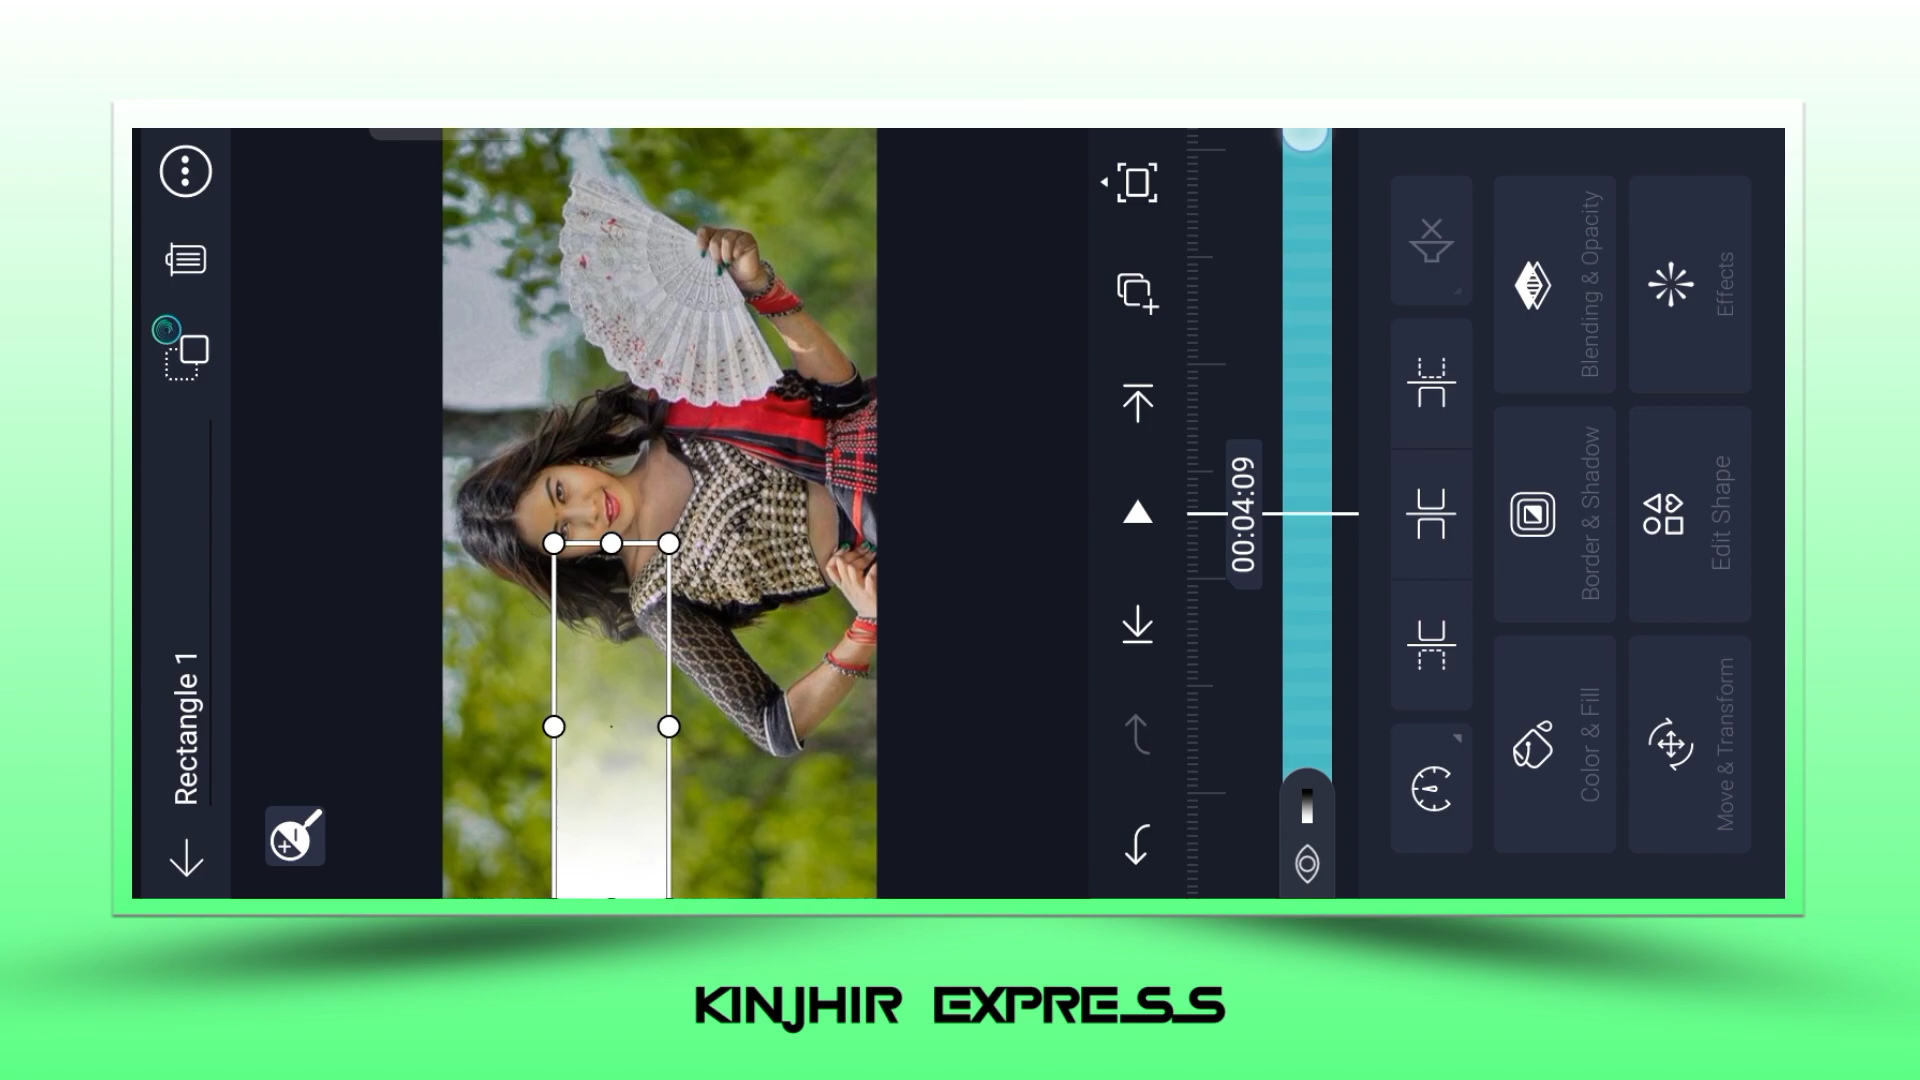 Rectangle 1
00:04:09
Color & Fill
Border & Shadow
Blending & Opacity
Move & Transform
Edit Shape
Effects
KINJHIR EXPRESS